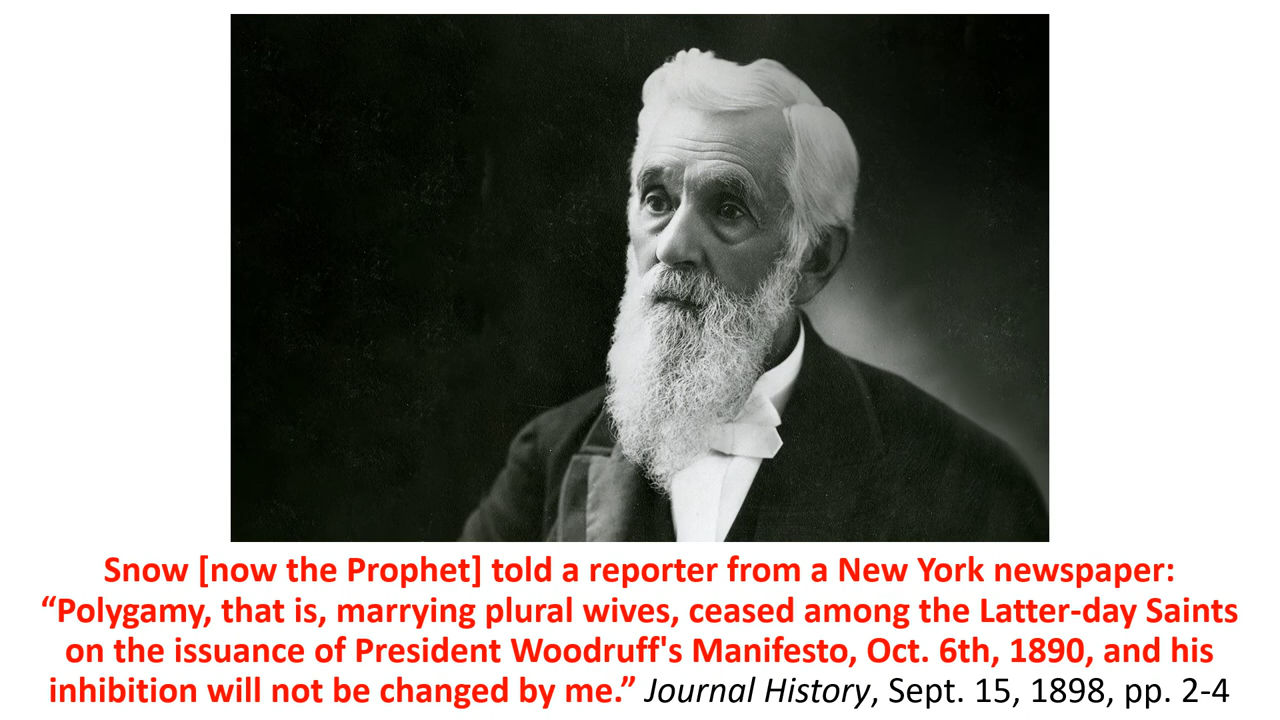 Snow [now the Prophet] told a reporter from a New York newspaper:
“Polygamy, that is, marrying plural wives, ceased among the Latter-day Saints
on the issuance of President Woodruff's Manifesto, Oct. 6th, 1890, and his
inhibition will not be changed by me.” Journal History, Sept. 15, 1898, pp. 2-4